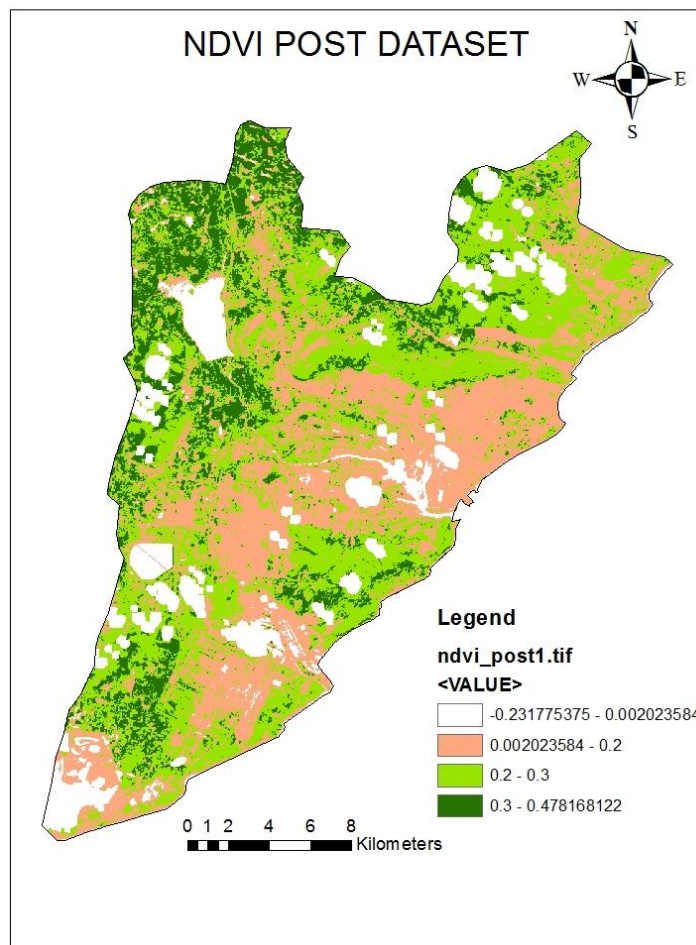 NDVI POST DATASET
N
W E
S
Legend
ndvi_post1.tif
<VALUE>
-0.231775375 - 0.002023584
0.002023584 - 0.2
0.2 - 0.3
0.3 - 0.478168122
0 1 2 4 6 8
Kilometers